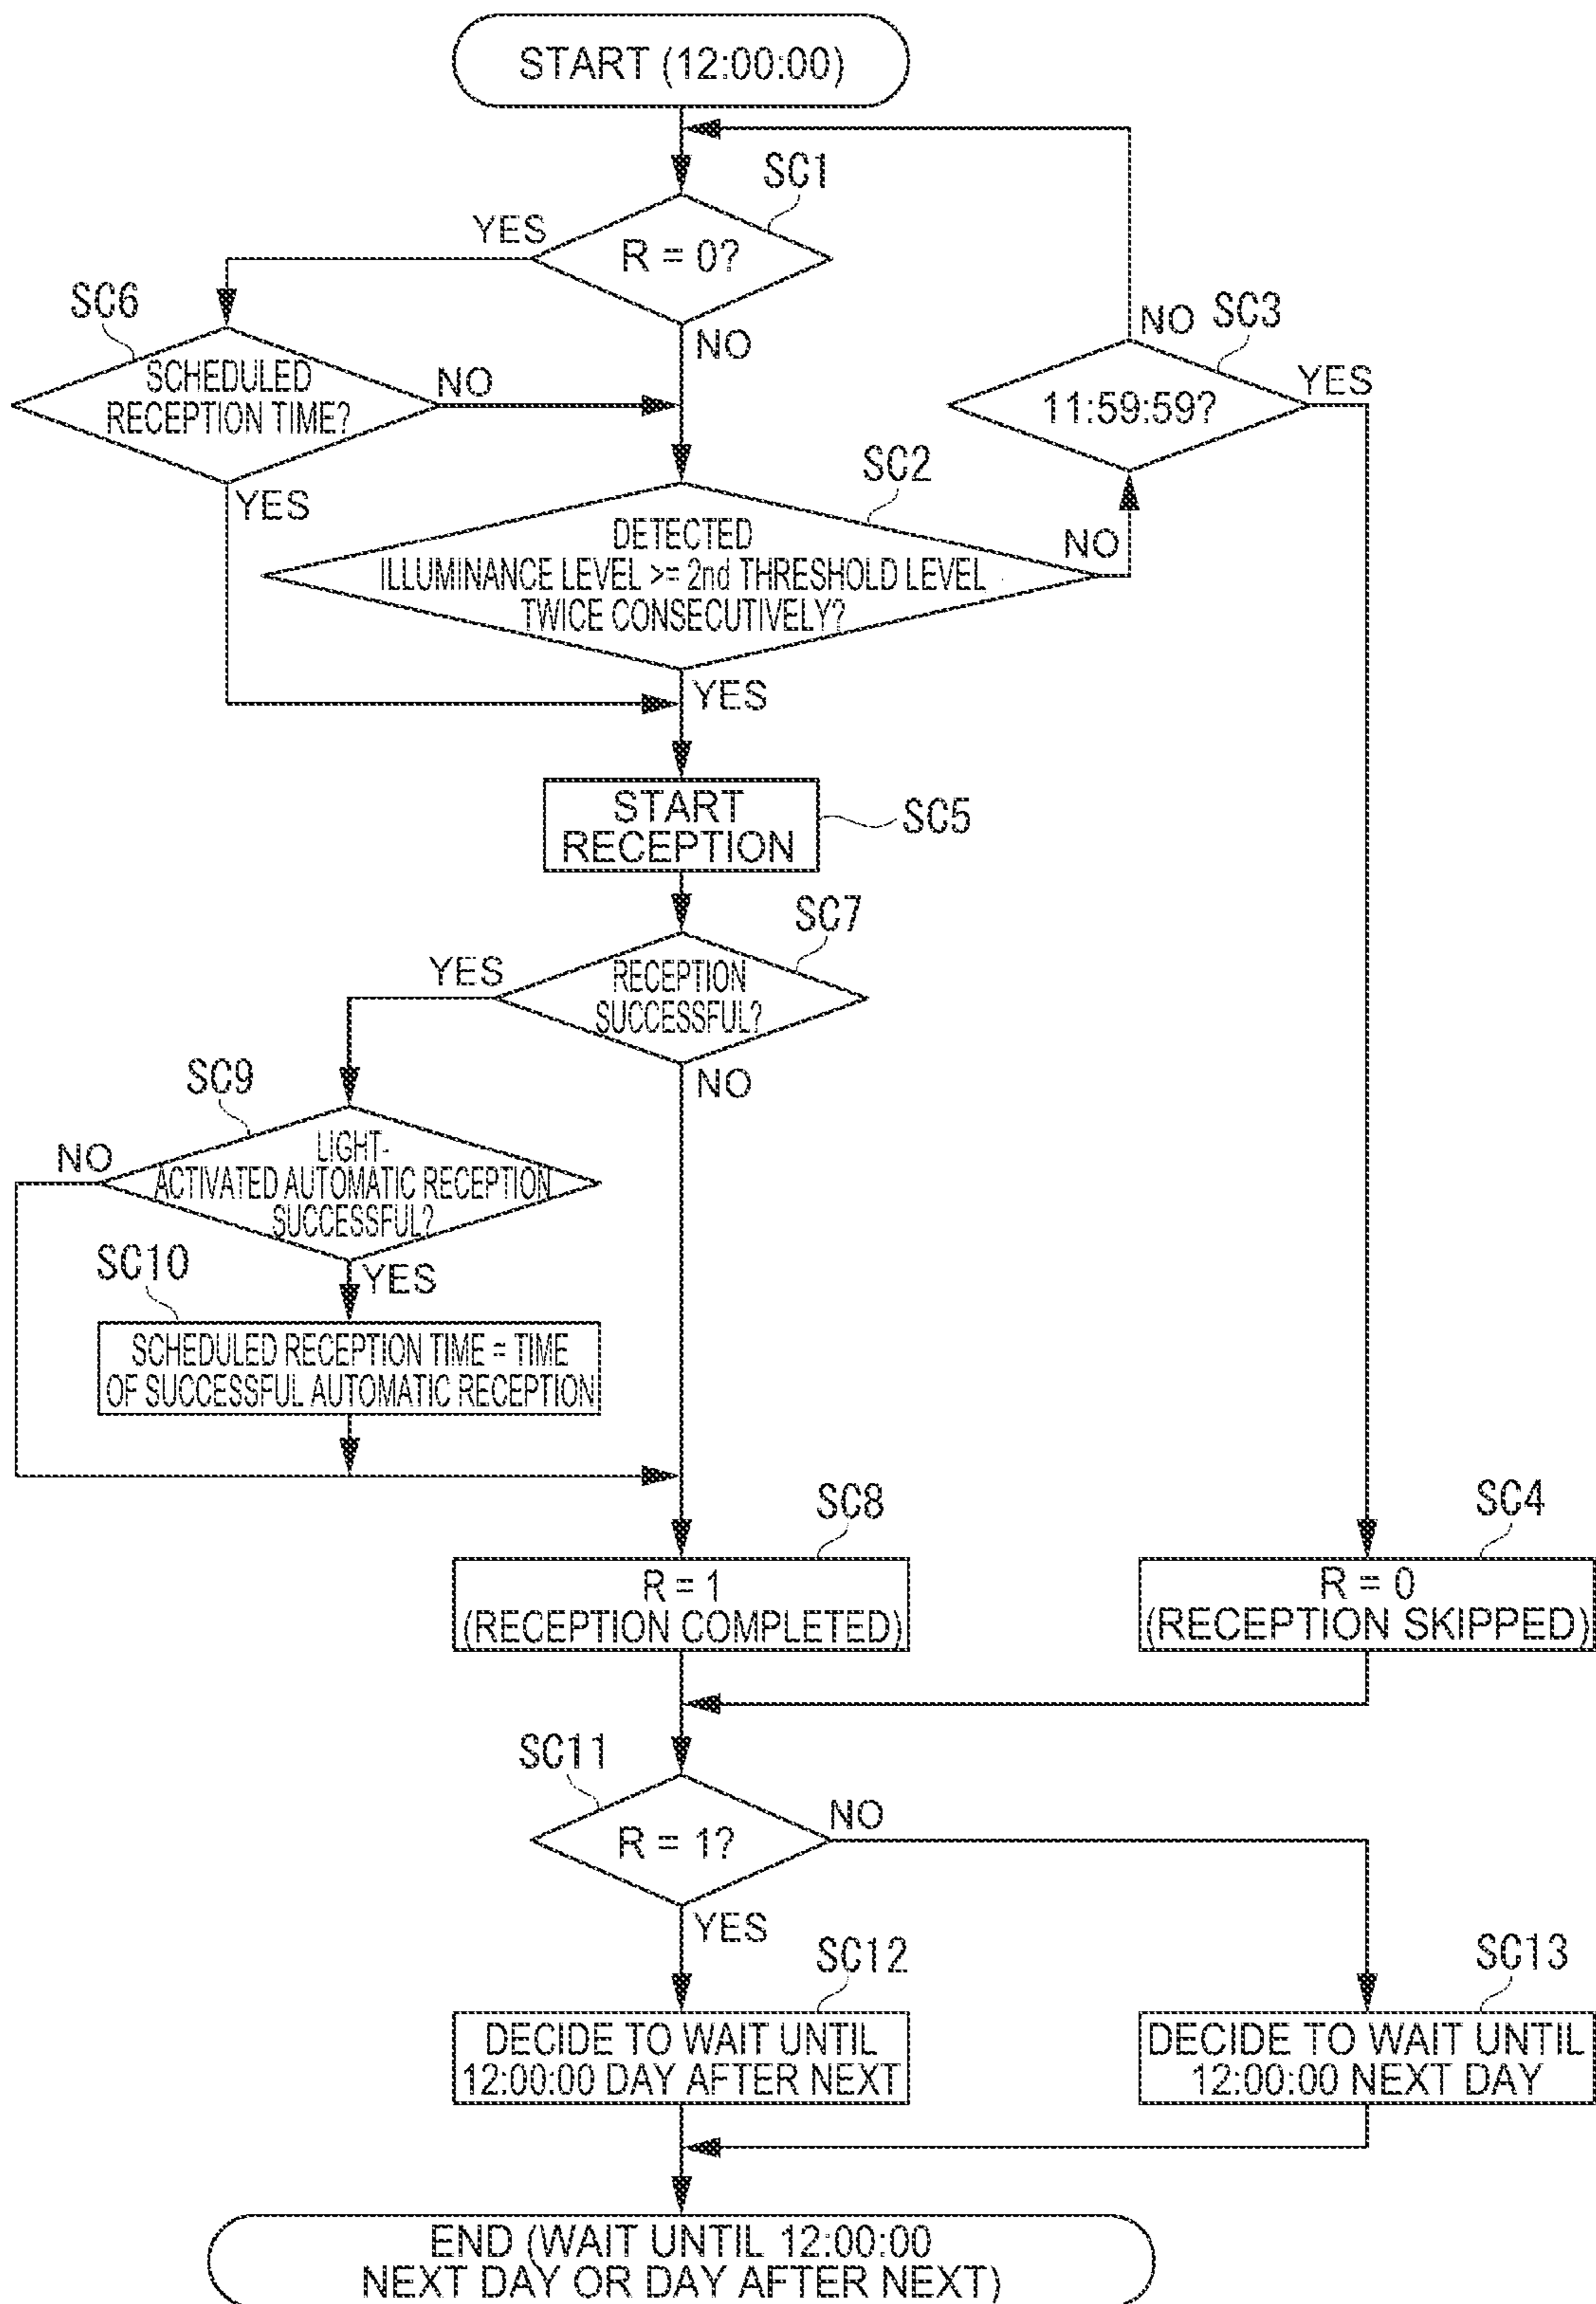 START (12:00:00)
SC1
YES
R = 0?
SC6
NO
SC3
NO
SCHEDULED
RECEPTION TIME?
NO
11:59:59?
YES
SC2
YES
DETECTED
ILLUMINANCE LEVEL >= 2nd THRESHOLD LEVEL
TWICE CONSECUTIVELY?
NO
YES
START
RECEPTION
SC5
SC7
YES
RECEPTION
SUCCESSFUL?
SC9
NO
NO
LIGHT-
ACTIVATED AUTOMATIC RECEPTION
SUCCESSFUL?
SC10
YES
SCHEDULED RECEPTION TIME = TIME
OF SUCCESSFUL AUTOMATIC RECEPTION
SC8
SC4
R = 1
(RECEPTION COMPLETED)
R = 0
(RECEPTION SKIPPED)
SC11
NO
R = 1?
YES
SC12
SC13
DECIDE TO WAIT UNTIL
12:00:00 DAY AFTER NEXT
DECIDE TO WAIT UNTIL
12:00:00 NEXT DAY
END (WAIT UNTIL 12:00:00
NEXT DAY OR DAY AFTER NEXT)